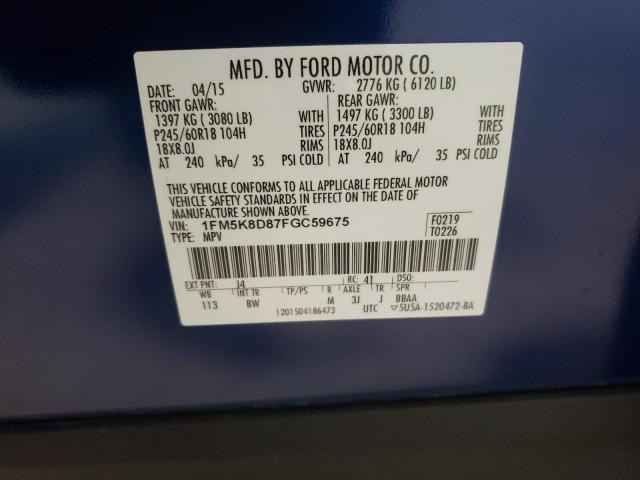 MFD. BY FORD MOTOR CO.
DATE: 04/15 GVWR: 2776 KG ( 6120 LB)
FRONT GAWR: REAR GAWR:
1397 KG ( 3080 LB) WITH 1497 KG ( 3300 LB) WITH
P245/60R18 104H TIRES P245/60R18 104H TIRES
18X8.0J RIMS 18X8.0J RIMS
AT 240 kPa/ 35 PSI COLD AT 240 kPa/ 35 PSI COLD
THIS VEHICLE CONFORMS TO ALL APPLICABLE FEDERAL MOTOR
VEHICLE SAFETY AND BUMPER STANDARDS IN EFFECT ON THE DATE OF
MANUFACTURE SHOWN ABOVE.
VIN: 1FM5K8D87FGC59675 F0219
TYPE: MPV T0226
EXT PNT: J4 RC: 41 DSO:
WB INT TR TP/PS R AXLE TR SPR
113 BW M 3J J BBAA
1201504186473 UTC ▽5U5A-1520472-BA